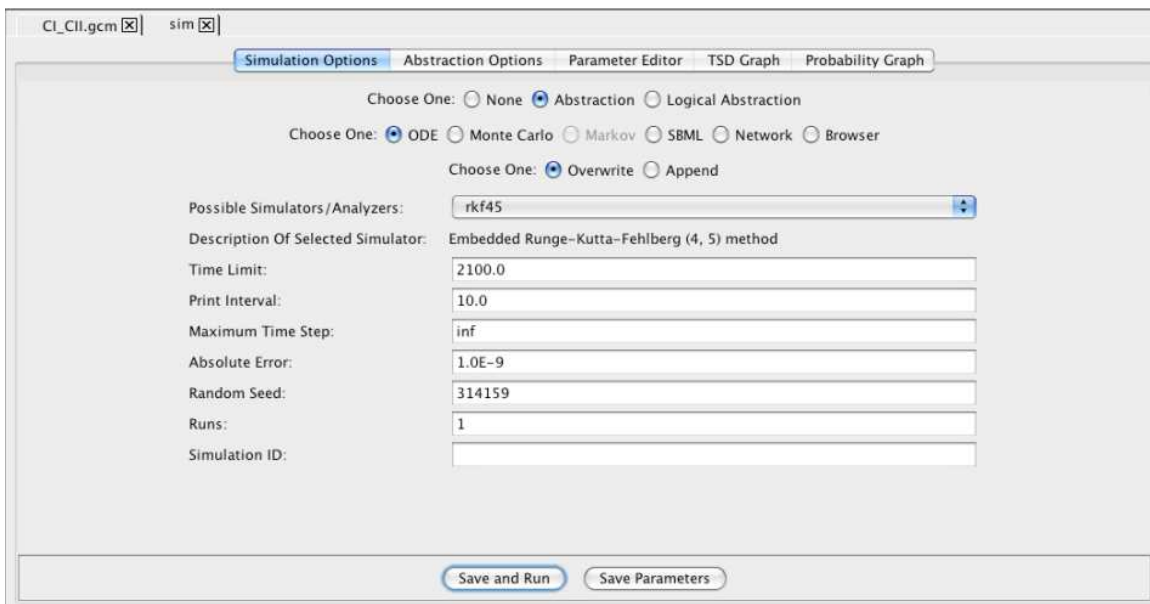 CI_CII.gcm sim
Simulation Options Abstraction Options Parameter Editor TSD Graph Probability Graph
Choose One: None Abstraction Logical Abstraction
Choose One: ODE Monte Carlo Markov SBML Network Browser
Choose One: Overwrite Append
Possible Simulators/Analyzers: rkf45
Description Of Selected Simulator: Embedded Runge-Kutta-Fehlberg (4, 5) method
Time Limit: 2100.0
Print Interval: 10.0
Maximum Time Step: inf
Absolute Error: 1.0E-9
Random Seed: 314159
Runs: 1
Simulation ID:
Save and Run Save Parameters